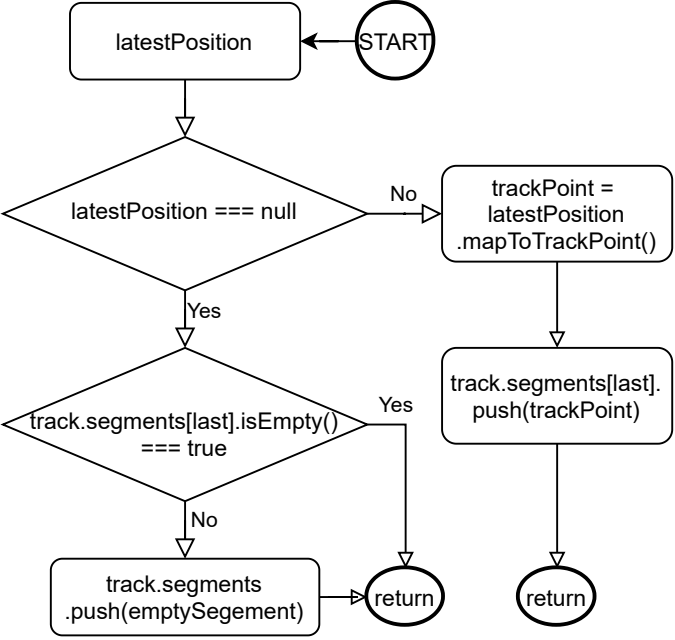 latestPosition
START
latestPosition === null
No
trackPoint =
latestPosition
.mapToTrackPoint()
Yes
track.segments[last].isEmpty()
=== true
Yes
track.segments[last].
push(trackPoint)
No
track.segments
.push(emptySegement)
return
return